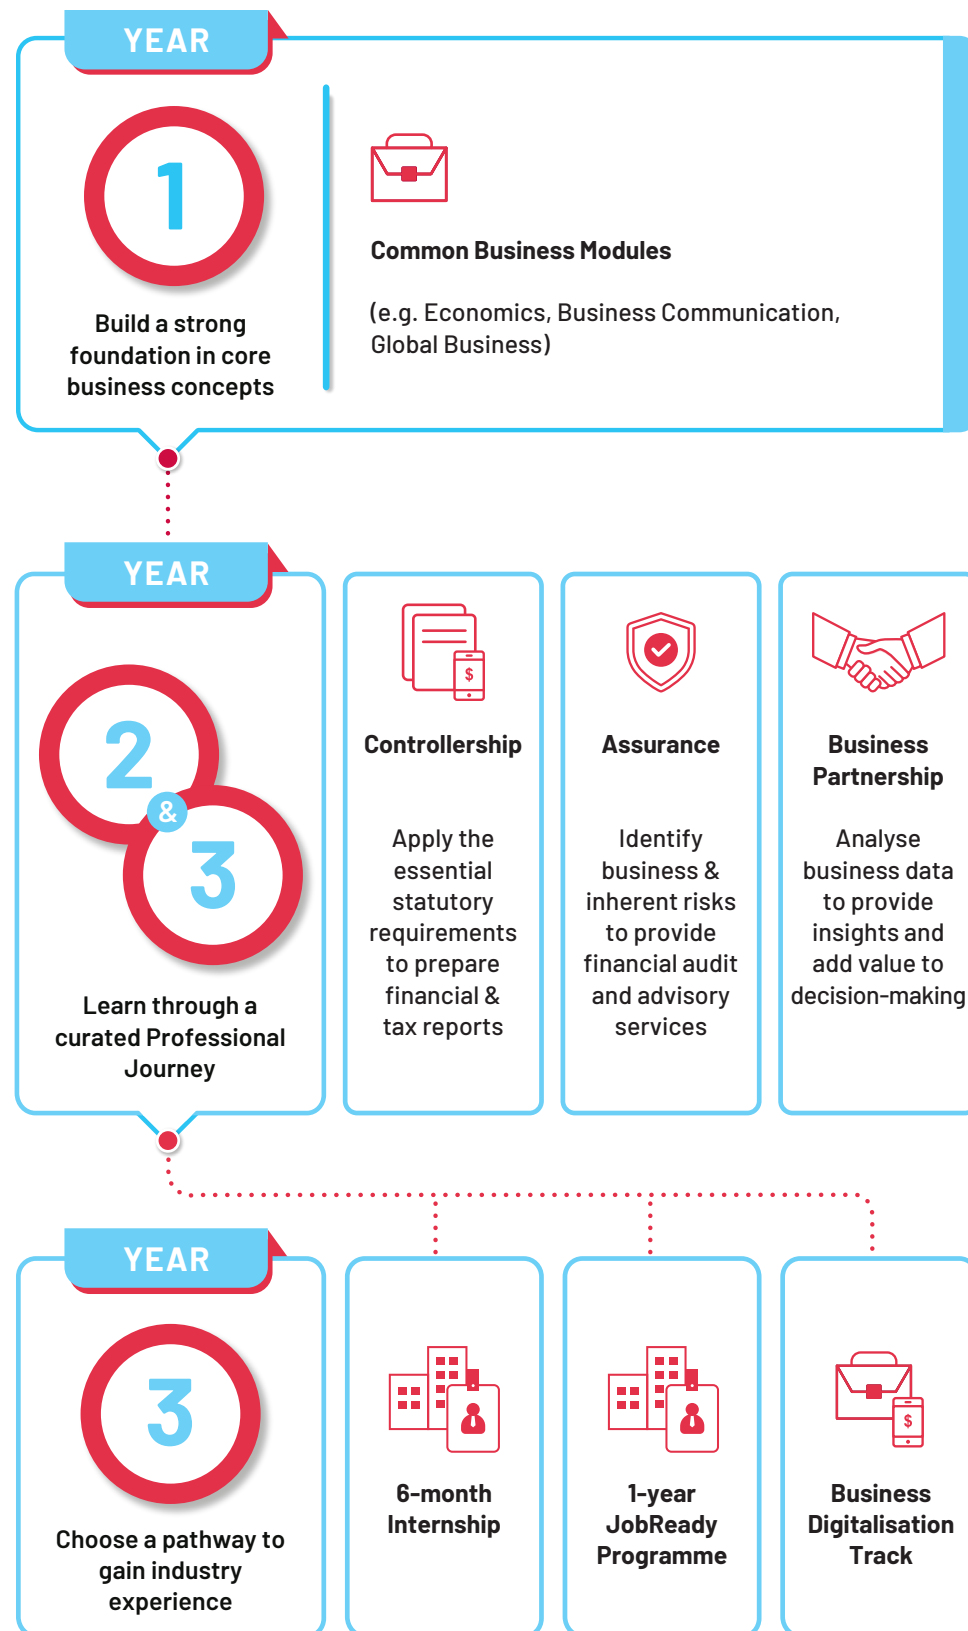 YEAR
1
Build a strong
foundation in core
business concepts
Common Business Modules
(e.g. Economics, Business Communication,
Global Business)
YEAR
2
&
3
Learn through a
curated Professional
Journey
$
Controllership
Apply the
essential
statutory
requirements
to prepare
financial &
tax reports
Assurance
Identify
business &
inherent risks
to provide
financial audit
and advisory
services
Business
Partnership
Analyse
business data
to provide
insights and
add value to
decision-making
YEAR
3
Choose a pathway to
gain industry
experience
6-month
Internship
1-year
JobReady
Programme
$
Business
Digitalisation
Track